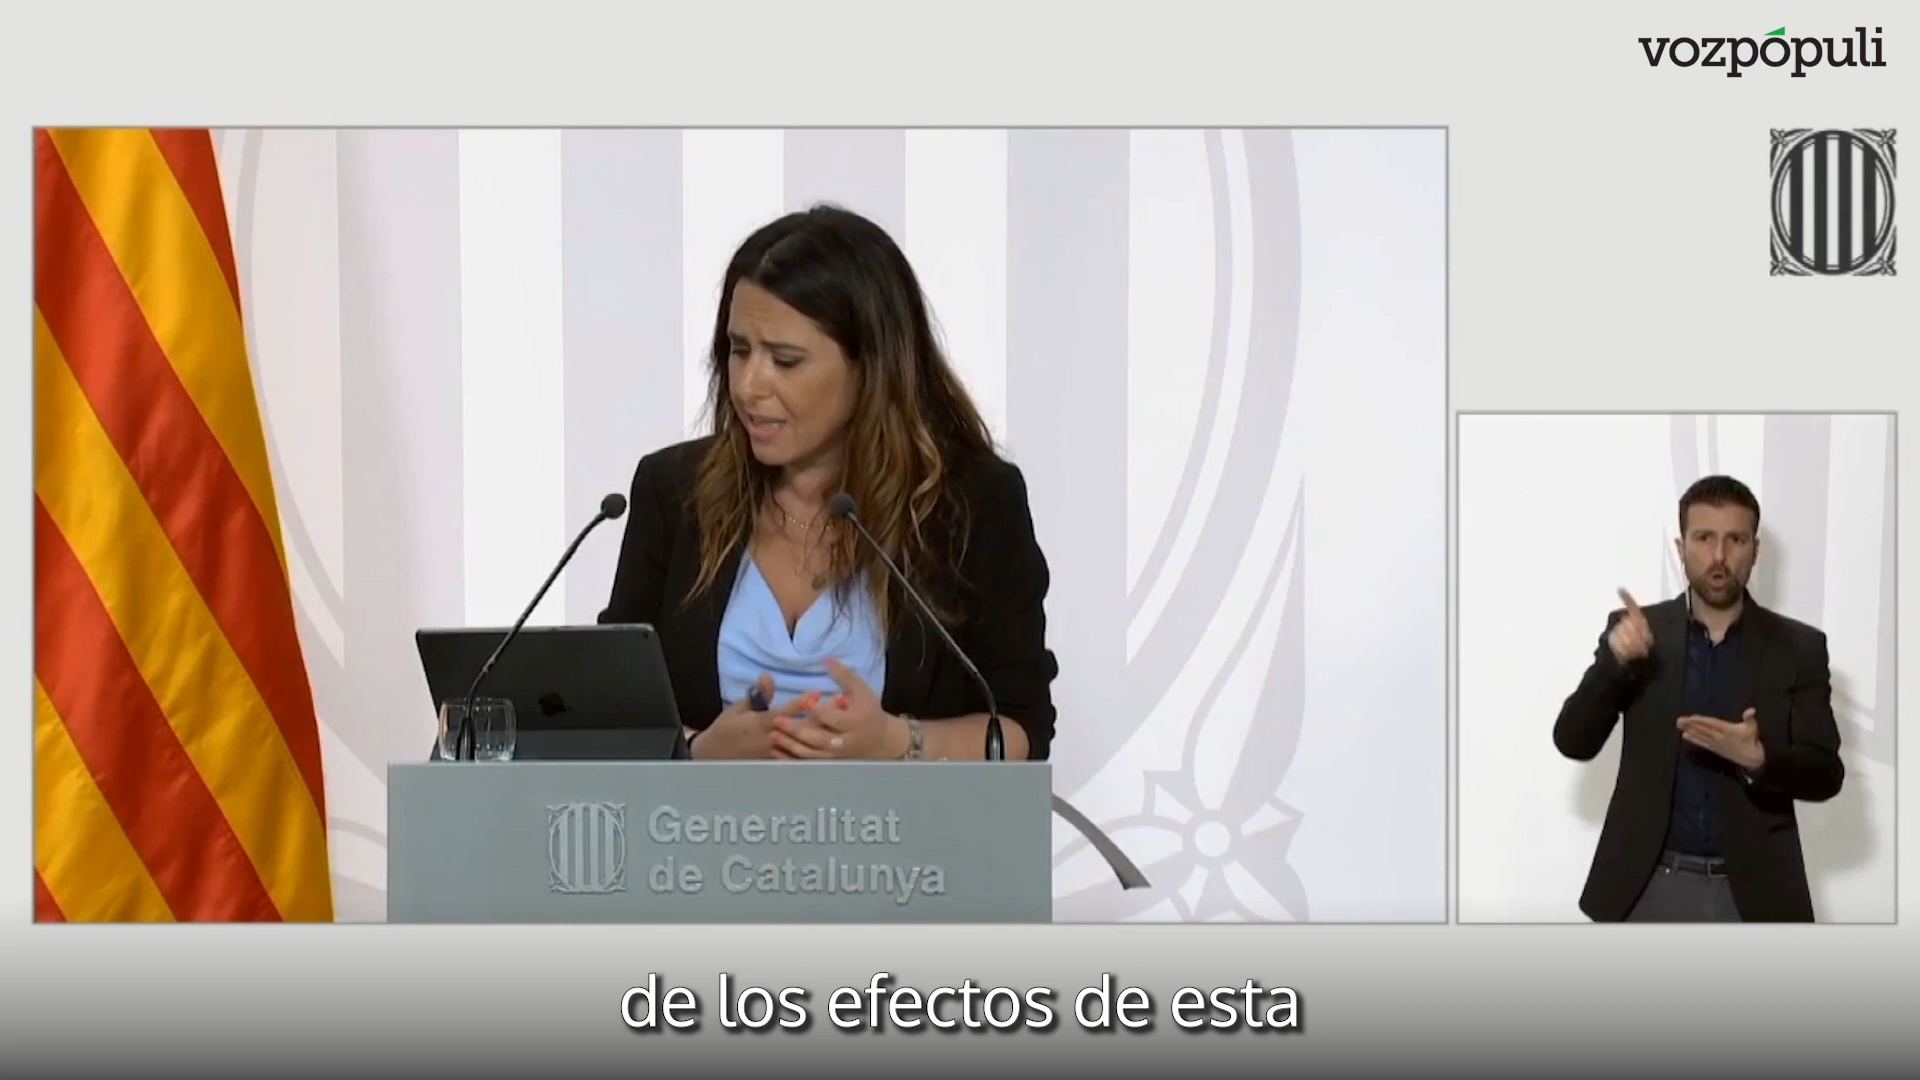 vozpópuli
Generalitat
de Catalunya
de los efectos de esta